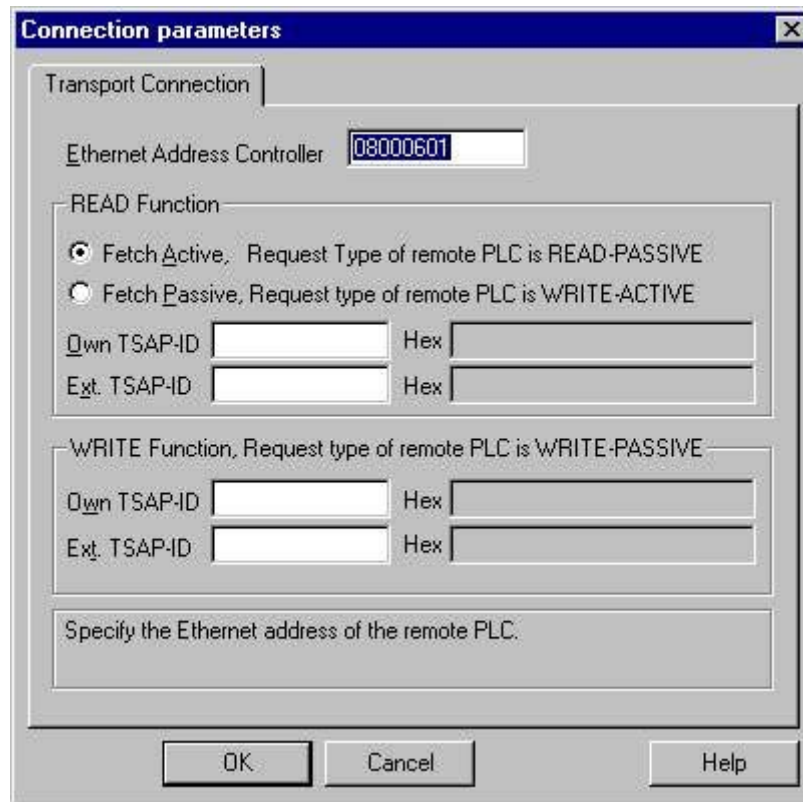 Connection parameters
Transport Connection
Ethernet Address Controller 08000601
READ Function
Fetch Active, Request Type of remote PLC is READ-PASSIVE
Fetch Passive, Request type of remote PLC is WRITE-ACTIVE
Own TSAP-ID Hex
Ext. TSAP-ID Hex
WRITE Function, Request type of remote PLC is WRITE-PASSIVE
Own TSAP-ID Hex
Ext. TSAP-ID Hex
Specify the Ethernet address of the remote PLC.
OK Cancel Help